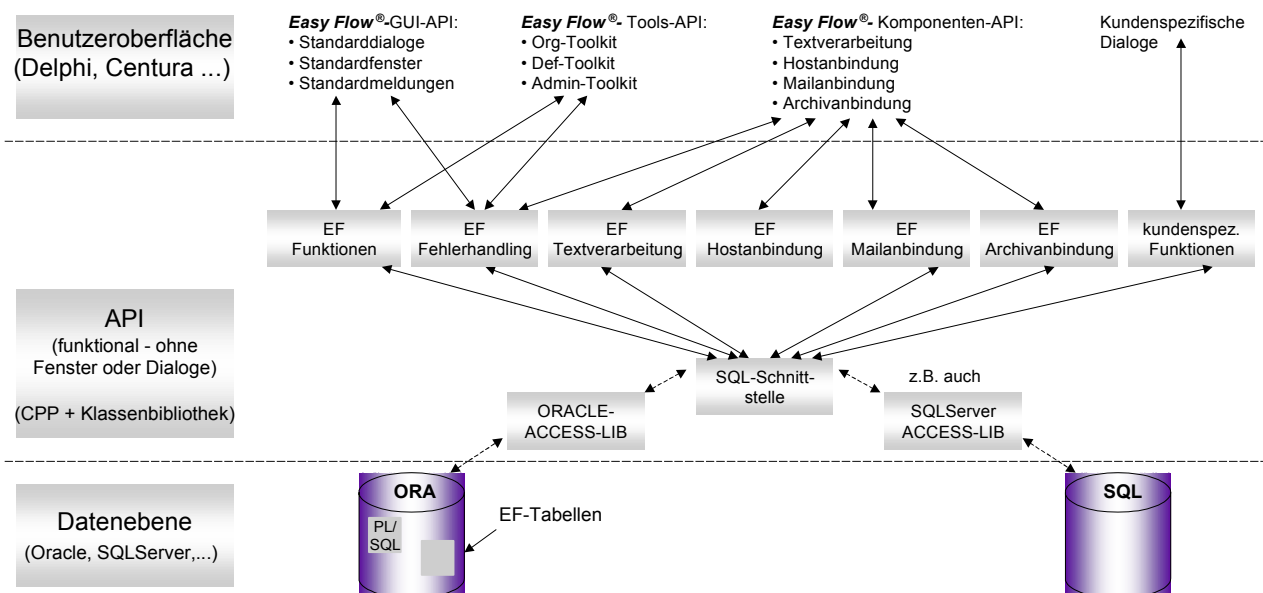 Benutzeroberfläche
(Delphi, Centura ...)
Easy Flow®-GUI-API:
• Standarddialoge
• Standardfenster
• Standardmeldungen
Easy Flow®- Tools-API:
• Org-Toolkit
• Def-Toolkit
• Admin-Toolkit
Easy Flow®- Komponenten-API:
• Textverarbeitung
• Hostanbindung
• Mailanbindung
• Archivanbindung
Kundenspezifische
Dialoge
EF
Funktionen
EF
Fehlerhandling
EF
Textverarbeitung
EF
Hostanbindung
EF
Mailanbindung
EF
Archivanbindung
kundenspez.
Funktionen
API
(funktional - ohne
Fenster oder Dialoge)
(CPP + Klassenbibliothek)
SQL-Schnitt-
stelle
z.B. auch
ORACLE-
ACCESS-LIB
SQLServer
ACCESS-LIB
Datenebene
(Oracle, SQLServer,...)
ORA
PL/
SQL
EF-Tabellen
SQL